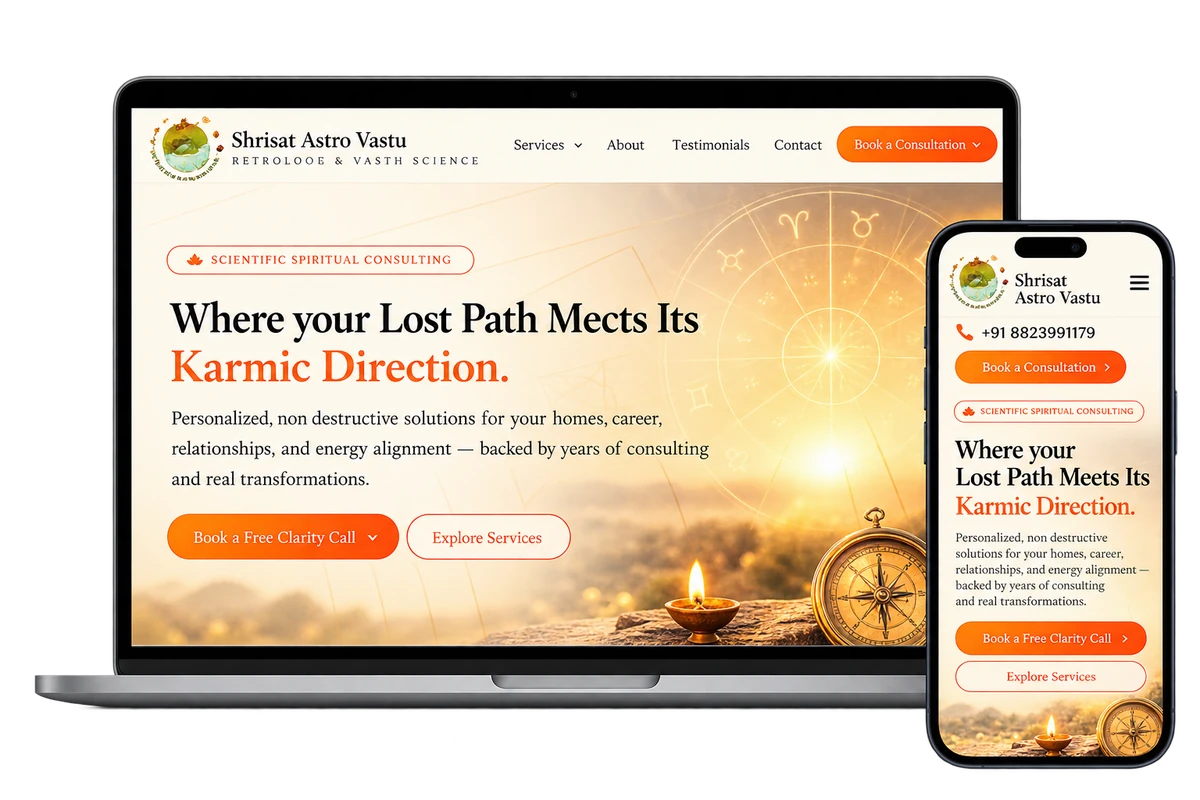 Shrisat Astro Vastu
RETROLOOE & VASTH SCIENCE
Services
About
Testimonials
Contact
Book a Consultation
SCIENTIFIC SPIRITUAL CONSULTING
Where your Lost Path Mects Its
Karmic Direction.
Personalized, non destructive solutions for your homes, career,
relationships, and energy alignment — backed by years of consulting
and real transformations.
Book a Free Clarity Call
Explore Services
Shrisat
Astro Vastu
+91 8823991179
Book a Consultation
SCIENTIFIC SPIRITUAL CONSULTING
Where your
Lost Path Meets Its
Karmic Direction.
Personalized, non destructive
solutions for your homes, career,
relationships, and energy alignment —
backed by years of consulting
and real transformations.
Book a Free Clarity Call
Explore Services